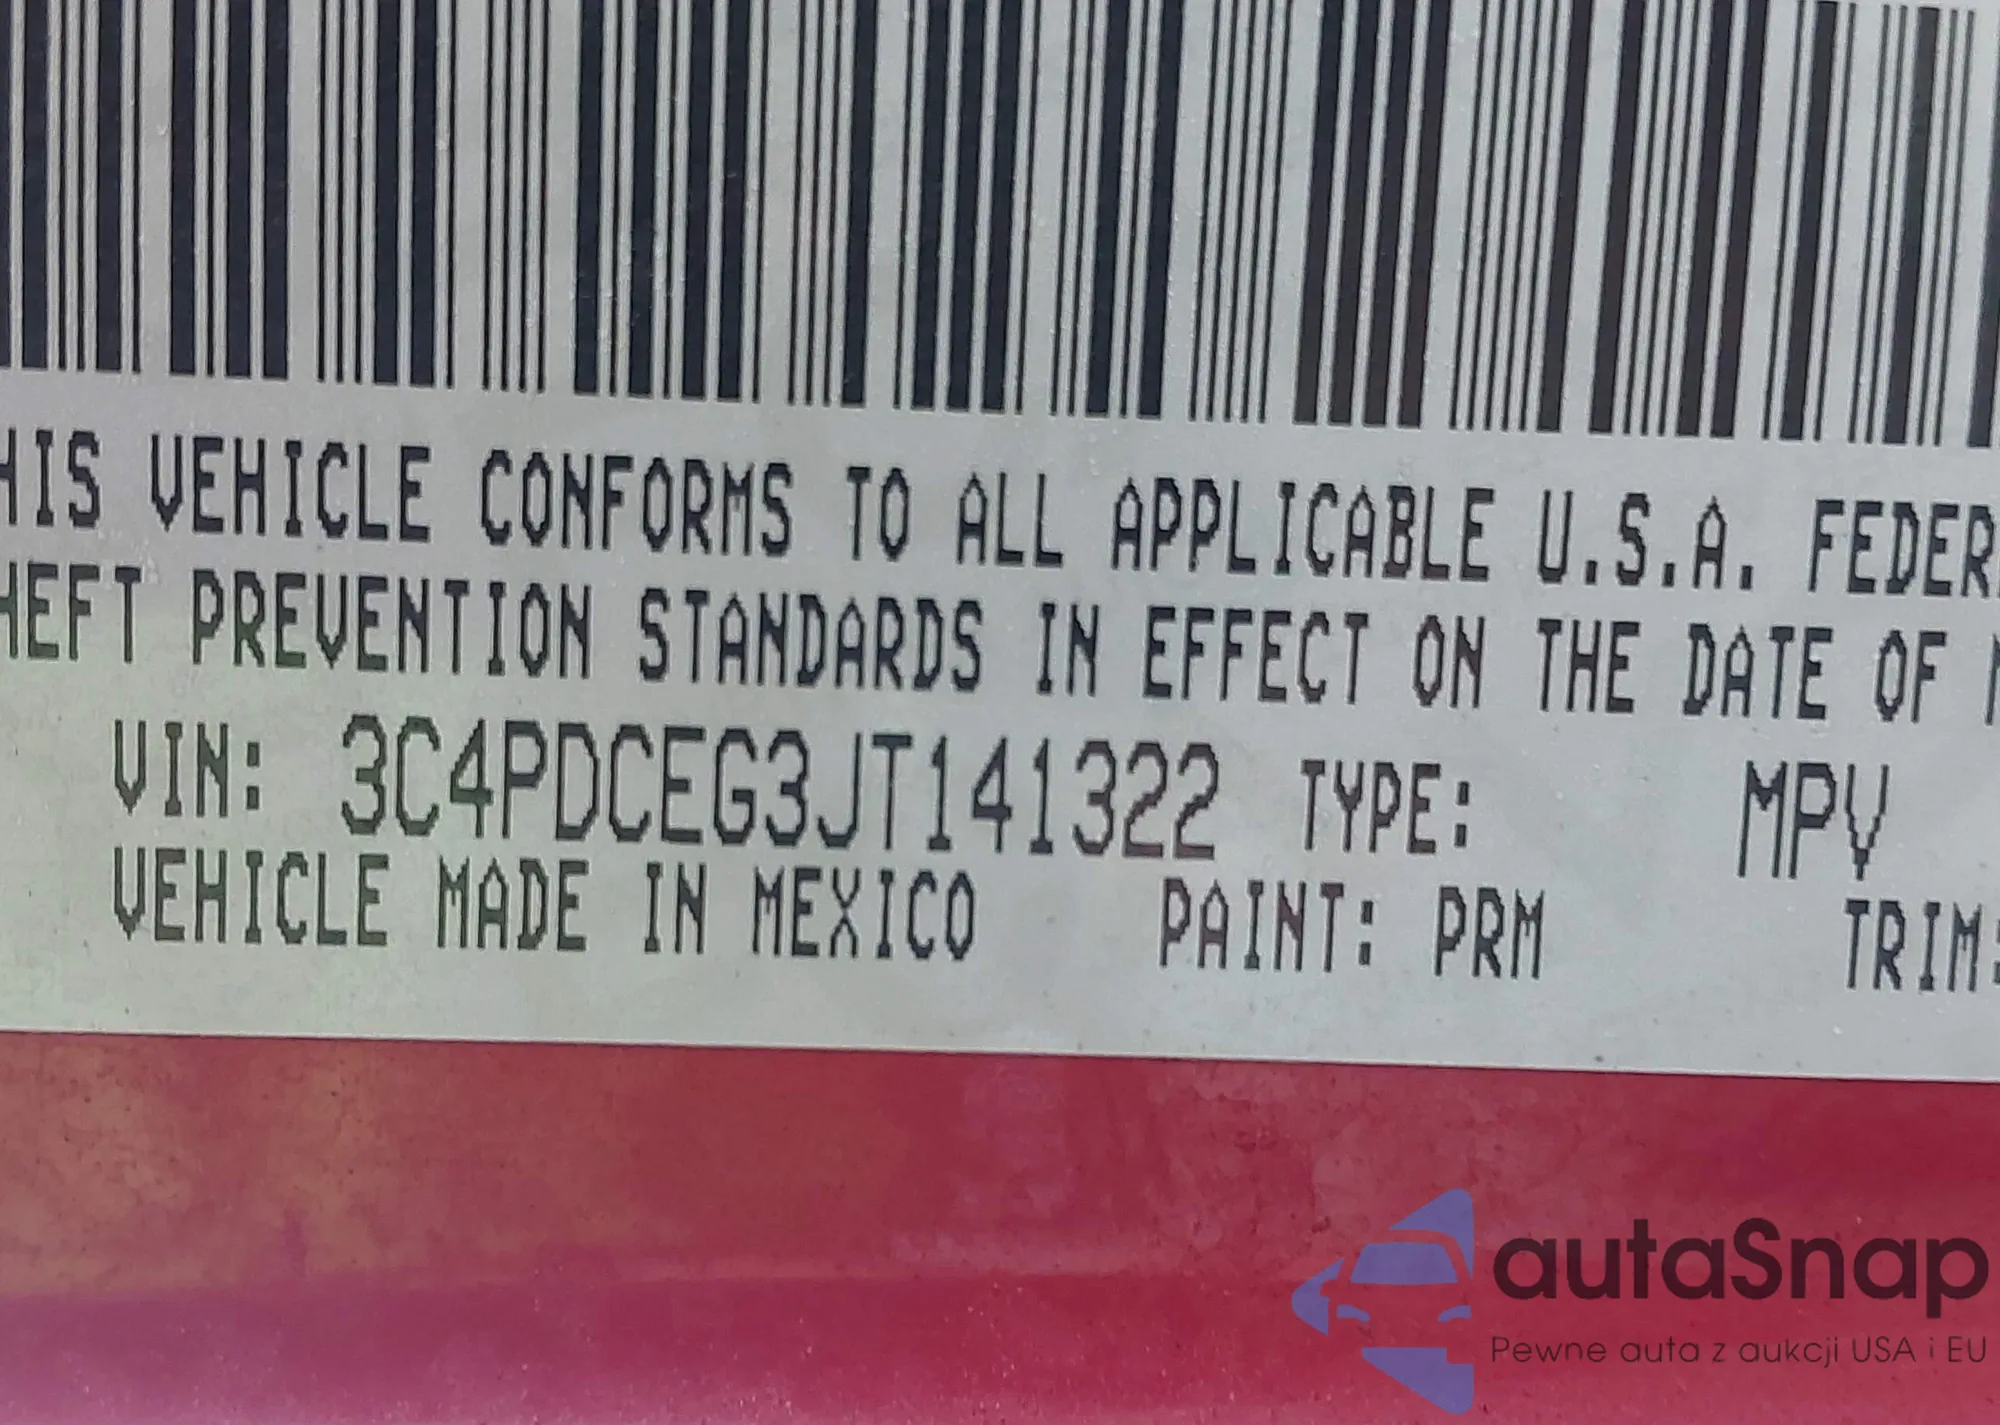 HIS VEHICLE CONFORMS TO ALL APPLICABLE U.S.A. FEDER
HEFT PREVENTION STANDARDS IN EFFECT ON THE DATE OF
VIN: 3C4PDCEG3JT141322 TYPE: MPV
VEHICLE MADE IN MEXICO PAINT: PRM TRIM:
autaSnap
Pewne auta z aukcji USA i EU